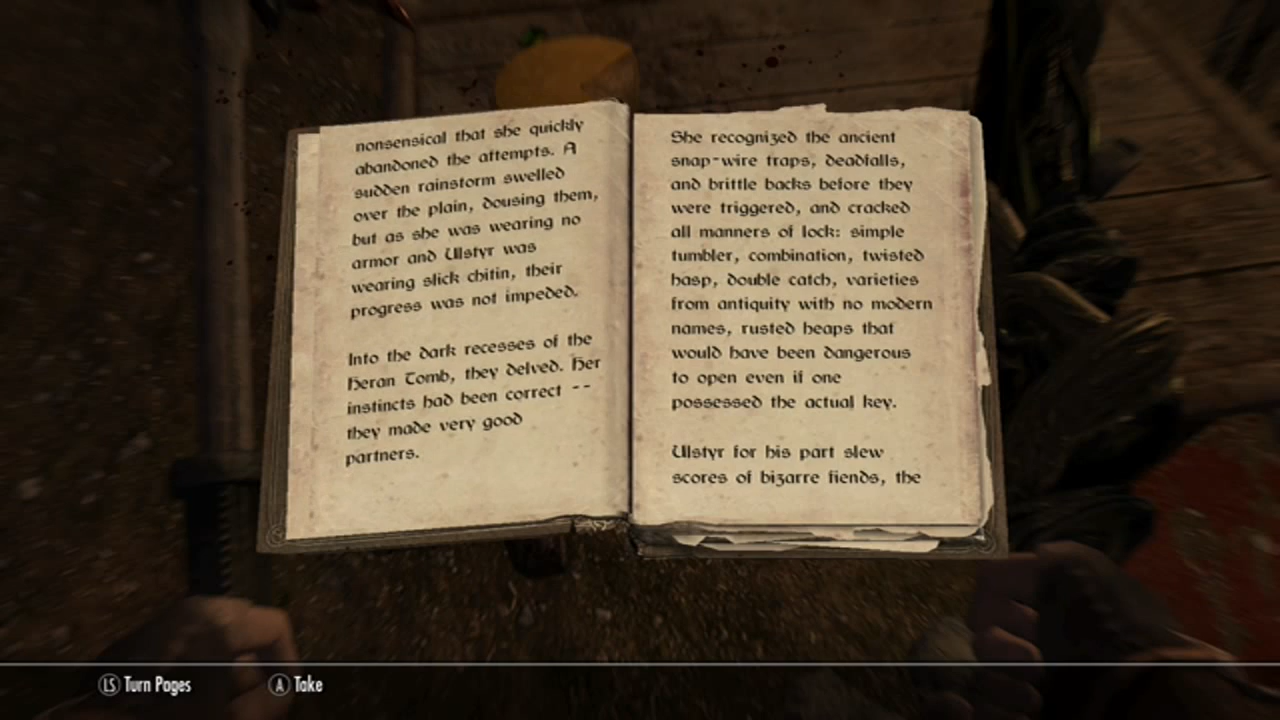 nonsensical that she quickly
abandoned the attempts. A
sudden rainstorm swelled
over the plain, dousing them,
but as she was wearing no
armor and Ulstyr was
wearing slick chitin, their
progress was not impeded.
Into the dark recesses of the
Heran Tomb, they delved. Her
instincts had been correct --
they made very good
partners.
She recognized the ancient
snap-wire traps, deadfalls,
and brittle backs before they
were triggered, and cracked
all manners of lock: simple
tumbler, combination, twisted
hasp, double catch, varieties
from antiquity with no modern
names, rusted heaps that
would have been dangerous
to open even if one
possessed the actual key.
Ulstyr for his part slew
scores of bizarre fiends, the
LS Turn Pages
A Take